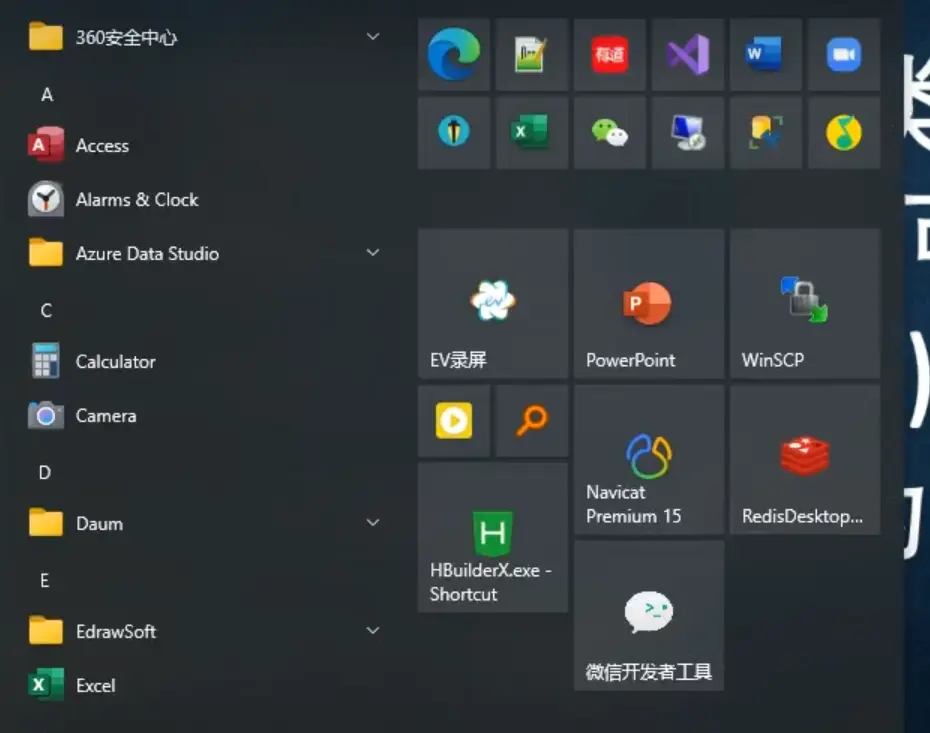 360安全中心
A
Access
Alarms & Clock
Azure Data Studio
C
Calculator
Camera
D
Daum
E
EdrawSoft
Excel
有道
EV录屏
PowerPoint
WinSCP
Navicat
Premium 15
RedisDesktop...
HBuilderX.exe -
Shortcut
微信开发者工具